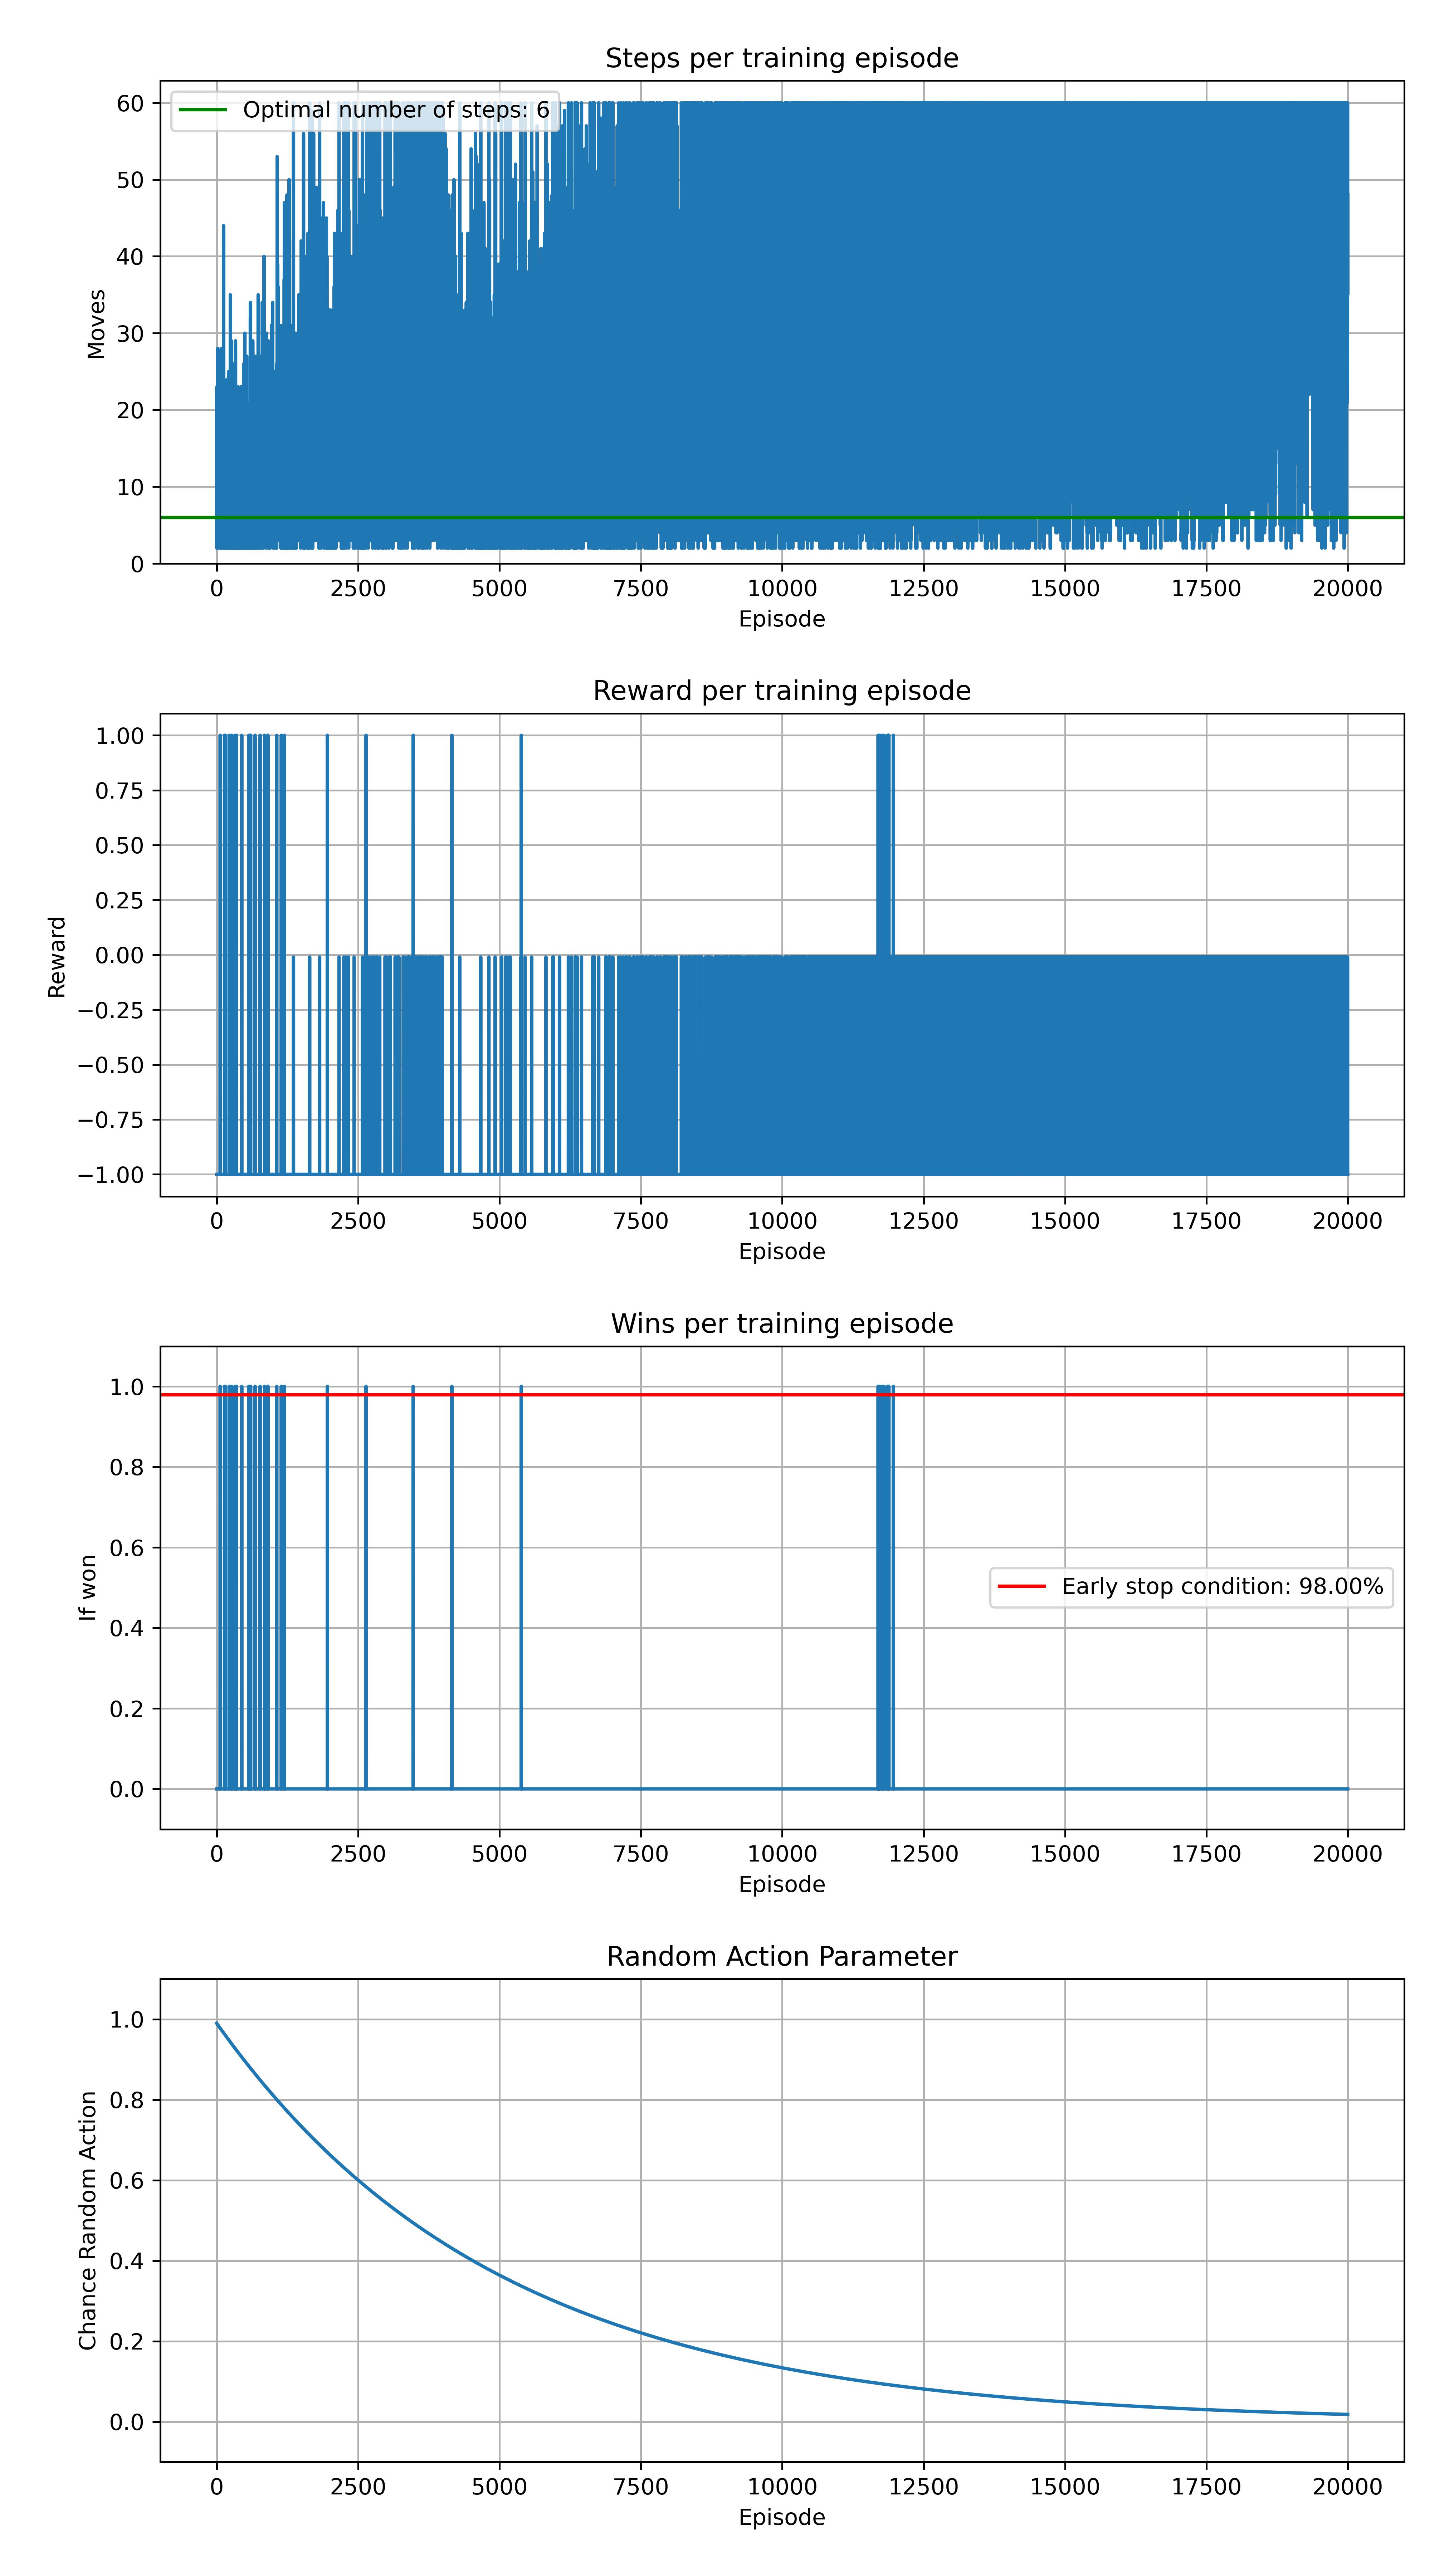 Steps per training episode
Optimal number of steps: 6
60
50
40
30
20
10
0
Moves
0 2500 5000 7500 10000 12500 15000 17500 20000
Episode
Reward per training episode
1.00
0.75
0.50
0.25
0.00
−0.25
−0.50
−0.75
−1.00
Reward
0 2500 5000 7500 10000 12500 15000 17500 20000
Episode
Wins per training episode
1.0
0.8
0.6
0.4
0.2
0.0
If won
Early stop condition: 98.00%
0 2500 5000 7500 10000 12500 15000 17500 20000
Episode
Random Action Parameter
1.0
0.8
0.6
0.4
0.2
0.0
Chance Random Action
0 2500 5000 7500 10000 12500 15000 17500 20000
Episode